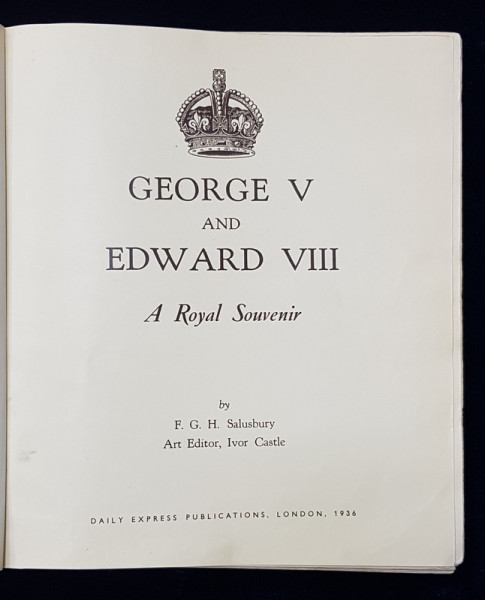 GEORGE V
AND
EDWARD VIII
A Royal Souvenir
by
F. G. H. Salusbury
Art Editor, Ivor Castle
DAILY EXPRESS PUBLICATIONS, LONDON, 1936